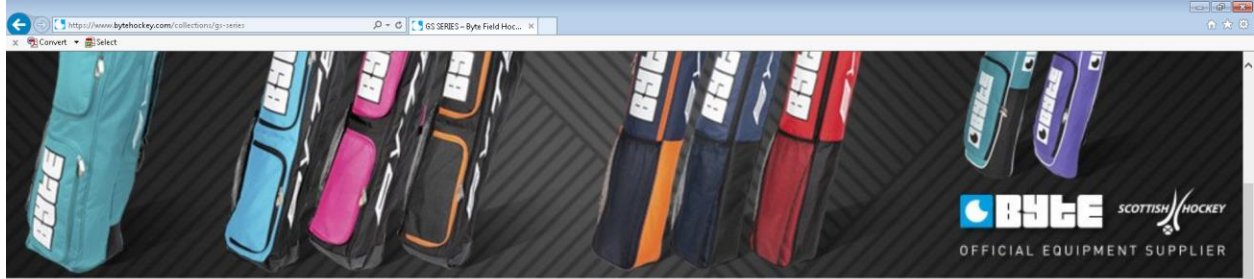 https://www.bytehockey.com/collections/gs-series
GS SERIES – Byte Field Hoc...
x Convert Select
BYTE
BYTE
SCOTTISH HOCKEY
OFFICIAL EQUIPMENT SUPPLIER